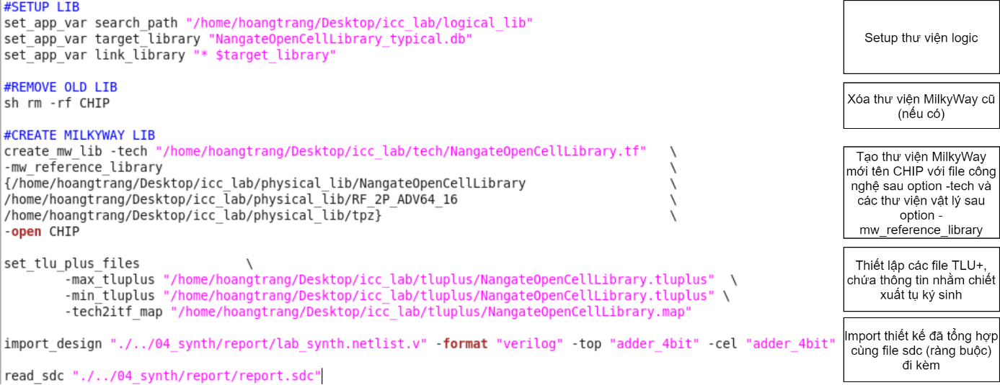 #SETUP LIB
set_app_var search_path "/home/hoangtrang/Desktop/icc_lab/logical_lib"
set_app_var target_library "NangateOpenCellLibrary_typical.db"
set_app_var link_library "* $target_library"
Setup thư viện logic
#REMOVE OLD LIB
sh rm -rf CHIP
Xóa thư viện MilkyWay cũ
(nếu có)
#CREATE MILKYWAY LIB
create_mw_lib -tech "/home/hoangtrang/Desktop/icc_lab/tech/NangateOpenCellLibrary.tf" \
-mw_reference_library \
{/home/hoangtrang/Desktop/icc_lab/physical_lib/NangateOpenCellLibrary \
/home/hoangtrang/Desktop/icc_lab/physical_lib/RF_2P_ADV64_16 \
/home/hoangtrang/Desktop/icc_lab/physical_lib/tpz} \
-open CHIP
Tạo thư viện MilkyWay
mới tên CHIP với file công
nghệ sau option -tech và
các thư viện vật lý sau
option -
mw_reference_library
set_tlu_plus_files \
-max_tluplus "/home/hoangtrang/Desktop/icc_lab/tluplus/NangateOpenCellLibrary.tluplus" \
-min_tluplus "/home/hoangtrang/Desktop/icc_lab/tluplus/NangateOpenCellLibrary.tluplus" \
-tech2itf_map "/home/hoangtrang/Desktop/icc_lab/tluplus/NangateOpenCellLibrary.map"
Thiết lập các file TLU+,
chứa thông tin nhằm chiết
xuất tụ ký sinh
import_design "./../04_synth/report/lab_synth.netlist.v" -format "verilog" -top "adder_4bit" -cel "adder_4bit"
read_sdc "./../04_synth/report/report.sdc"
Import thiết kế đã tổng hợp
cùng file sdc (ràng buộc)
đi kèm